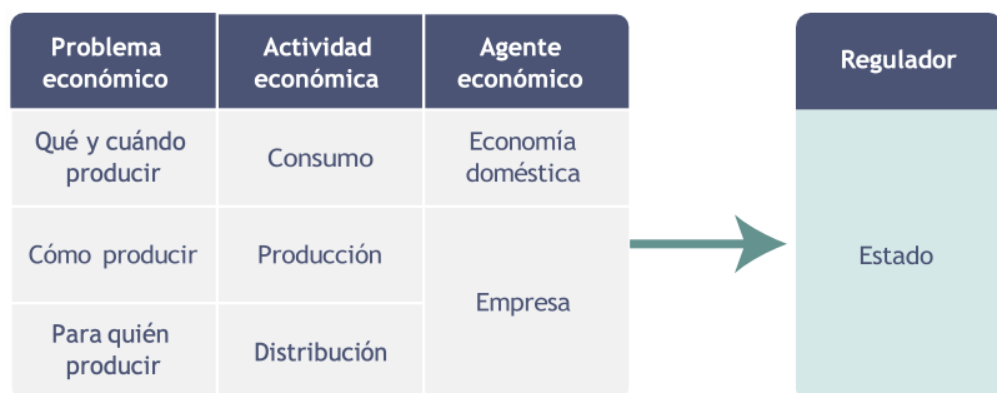 Problema
económico
Actividad
económica
Agente
económico
Regulador
Qué y cuándo
producir
Consumo
Economía
doméstica
Cómo producir
Producción
Empresa
Estado
Para quién
producir
Distribución